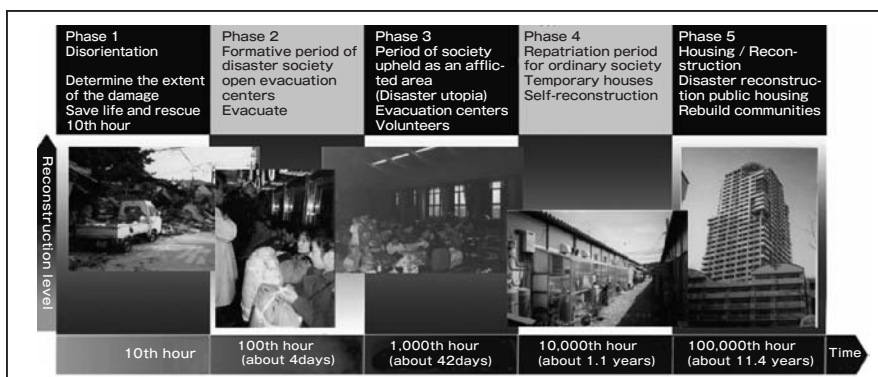 Phase 1
Disorientation
Determine the extent
of the damage
Save life and rescue
10th hour
Phase 2
Formative period of
disaster society
open evacuation
centers
Evacuate
Phase 3
Period of society
upheld as an afflic-
ted area
(Disaster utopia)
Evacuation centers
Volunteers
Phase 4
Repatriation period
for ordinary society
Temporary houses
Self-reconstruction
Phase 5
Housing / Recon-
struction
Disaster reconstruc-
tion public housing
Rebuild communities
Reconstruction level
10th hour
100th hour
(about 4days)
1,000th hour
(about 42days)
10,000th hour
(about 1.1 years)
100,000th hour
(about 11.4 years)
Time